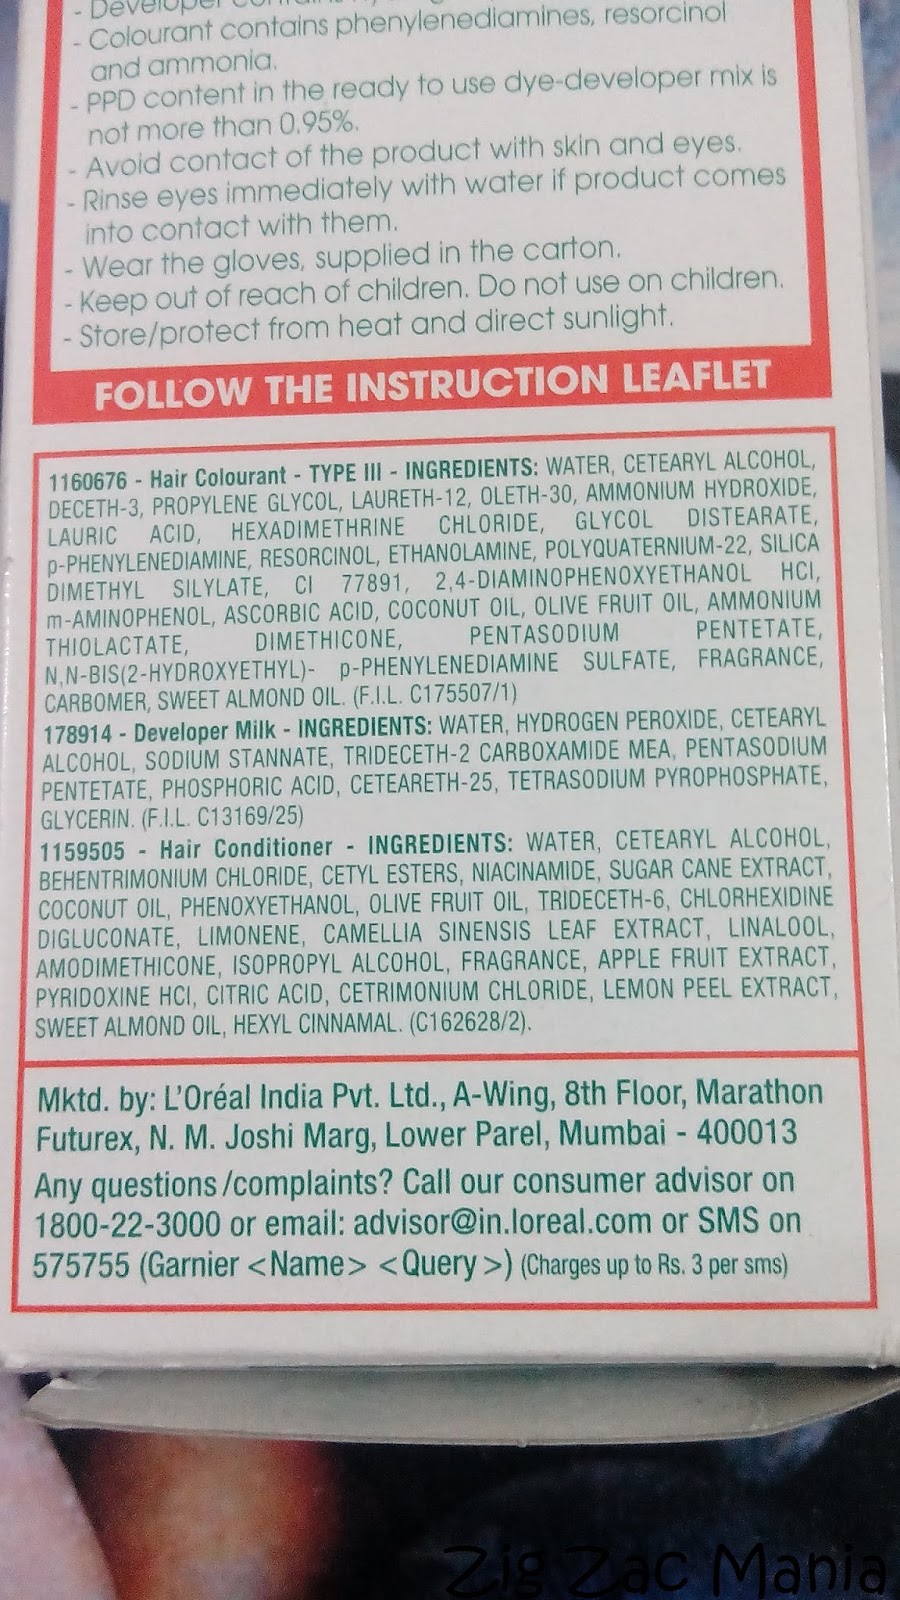 - Developer
- Colourant contains phenylenediamines, resorcinol
and ammonia.
- PPD content in the ready to use dye-developer mix is
not more than 0.95%.
- Avoid contact of the product with skin and eyes.
- Rinse eyes immediately with water if product comes
into contact with them.
- Wear the gloves, supplied in the carton.
- Keep out of reach of children. Do not use on children.
- Store/protect from heat and direct sunlight.
FOLLOW THE INSTRUCTION LEAFLET
1160676 - Hair Colourant - TYPE III - INGREDIENTS: WATER, CETEARYL ALCOHOL,
DECETH-3, PROPYLENE GLYCOL, LAURETH-12, OLETH-30, AMMONIUM HYDROXIDE,
LAURIC ACID, HEXADIMETHRINE CHLORIDE, GLYCOL DISTEARATE,
p-PHENYLENEDIAMINE, RESORCINOL, ETHANOLAMINE, POLYQUATERNIUM-22, SILICA
DIMETHYL SILYLATE, CI 77891, 2,4-DIAMINOPHENOXYETHANOL HCl,
m-AMINOPHENOL, ASCORBIC ACID, COCONUT OIL, OLIVE FRUIT OIL, AMMONIUM
THIOLACTATE, DIMETHICONE, PENTASODIUM PENTETATE,
N,N-BIS(2-HYDROXYETHYL)- p-PHENYLENEDIAMINE SULFATE, FRAGRANCE,
CARBOMER, SWEET ALMOND OIL. (F.I.L. C175507/1)
178914 - Developer Milk - INGREDIENTS: WATER, HYDROGEN PEROXIDE, CETEARYL
ALCOHOL, SODIUM STANNATE, TRIDECETH-2 CARBOXAMIDE MEA, PENTASODIUM
PENTETATE, PHOSPHORIC ACID, CETEARETH-25, TETRASODIUM PYROPHOSPHATE,
GLYCERIN. (F.I.L. C13169/25)
1159505 - Hair Conditioner - INGREDIENTS: WATER, CETEARYL ALCOHOL,
BEHENTRIMONIUM CHLORIDE, CETYL ESTERS, NIACINAMIDE, SUGAR CANE EXTRACT,
COCONUT OIL, PHENOXYETHANOL, OLIVE FRUIT OIL, TRIDECETH-6, CHLORHEXIDINE
DIGLUCONATE, LIMONENE, CAMELLIA SINENSIS LEAF EXTRACT, LINALOOL,
AMODIMETHICONE, ISOPROPYL ALCOHOL, FRAGRANCE, APPLE FRUIT EXTRACT,
PYRIDOXINE HCl, CITRIC ACID, CETRIMONIUM CHLORIDE, LEMON PEEL EXTRACT,
SWEET ALMOND OIL, HEXYL CINNAMAL. (C162628/2).
Mktd. by: L'Oréal India Pvt. Ltd., A-Wing, 8th Floor, Marathon
Futurex, N. M. Joshi Marg, Lower Parel, Mumbai - 400013
Any questions/complaints? Call our consumer advisor on
1800-22-3000 or email: advisor@in.loreal.com or SMS on
575755 (Garnier <Name> <Query>) (Charges up to Rs. 3 per sms)
Zig Zac Mania